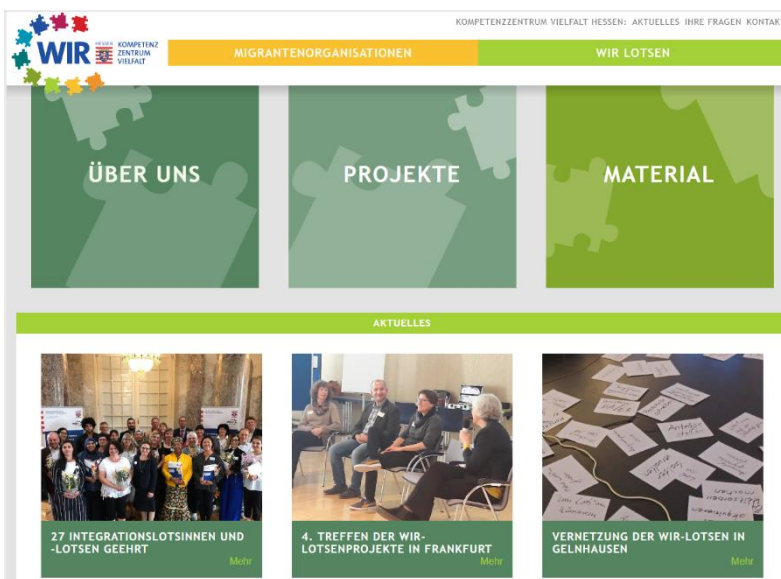 KOMPETENZZENTRUM VIELFALT HESSEN: AKTUELLES IHRE FRAGEN KONTAK
WIR
HESSEN
KOMPETENZ
ZENTRUM
VIELFALT
MIGRANTENORGANISATIONEN
WIR LOTSEN
ÜBER UNS
PROJEKTE
MATERIAL
AKTUELLES
27 INTEGRATIONSLOTSINNEN UND
-LOTSEN GEEHRT
Mehr
4. TREFFEN DER WIR-
LOTSENPROJEKTE IN FRANKFURT
Mehr
VERNETZUNG DER WIR-LOTSEN IN
GELNHAUSEN
Mehr